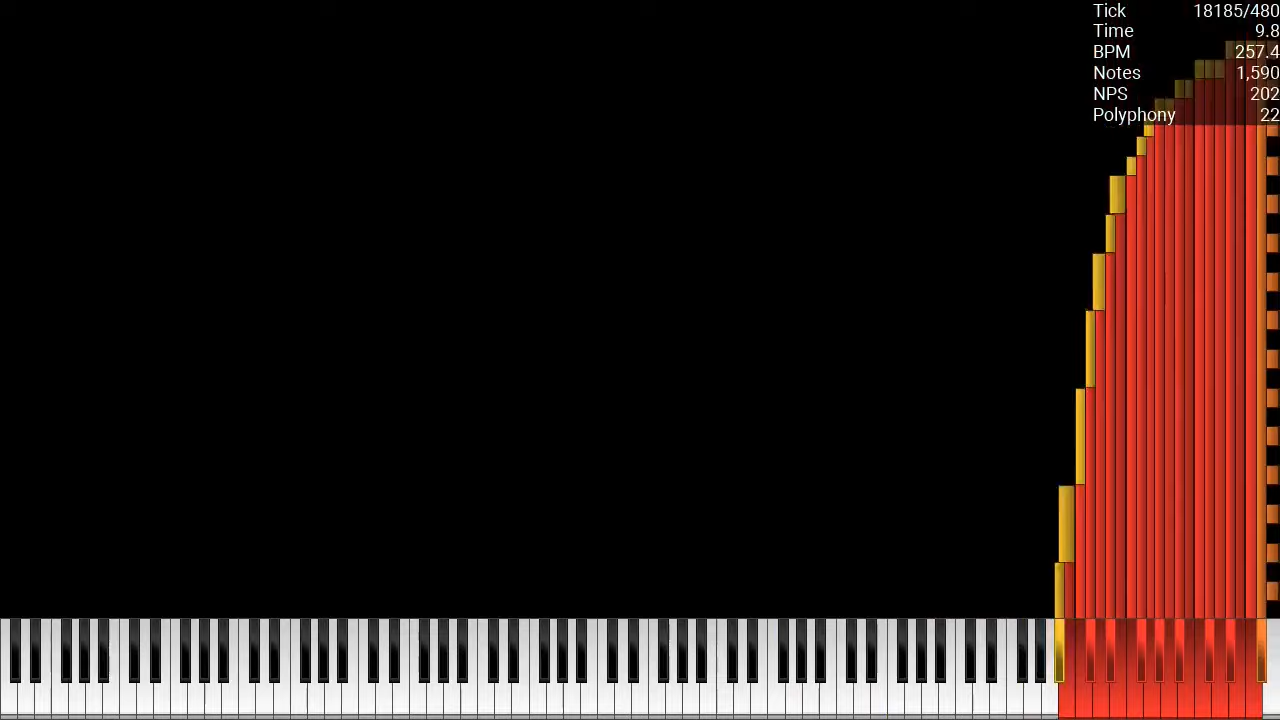 Tick 18185/480
Time 9.8
BPM 257.4
Notes 1,590
NPS 202
Polyphony 22